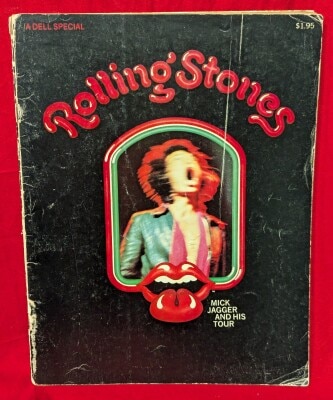 /A DELL SPECIAL
$1.95
Rolling Stones
MICK
JAGGER
AND HIS
TOUR